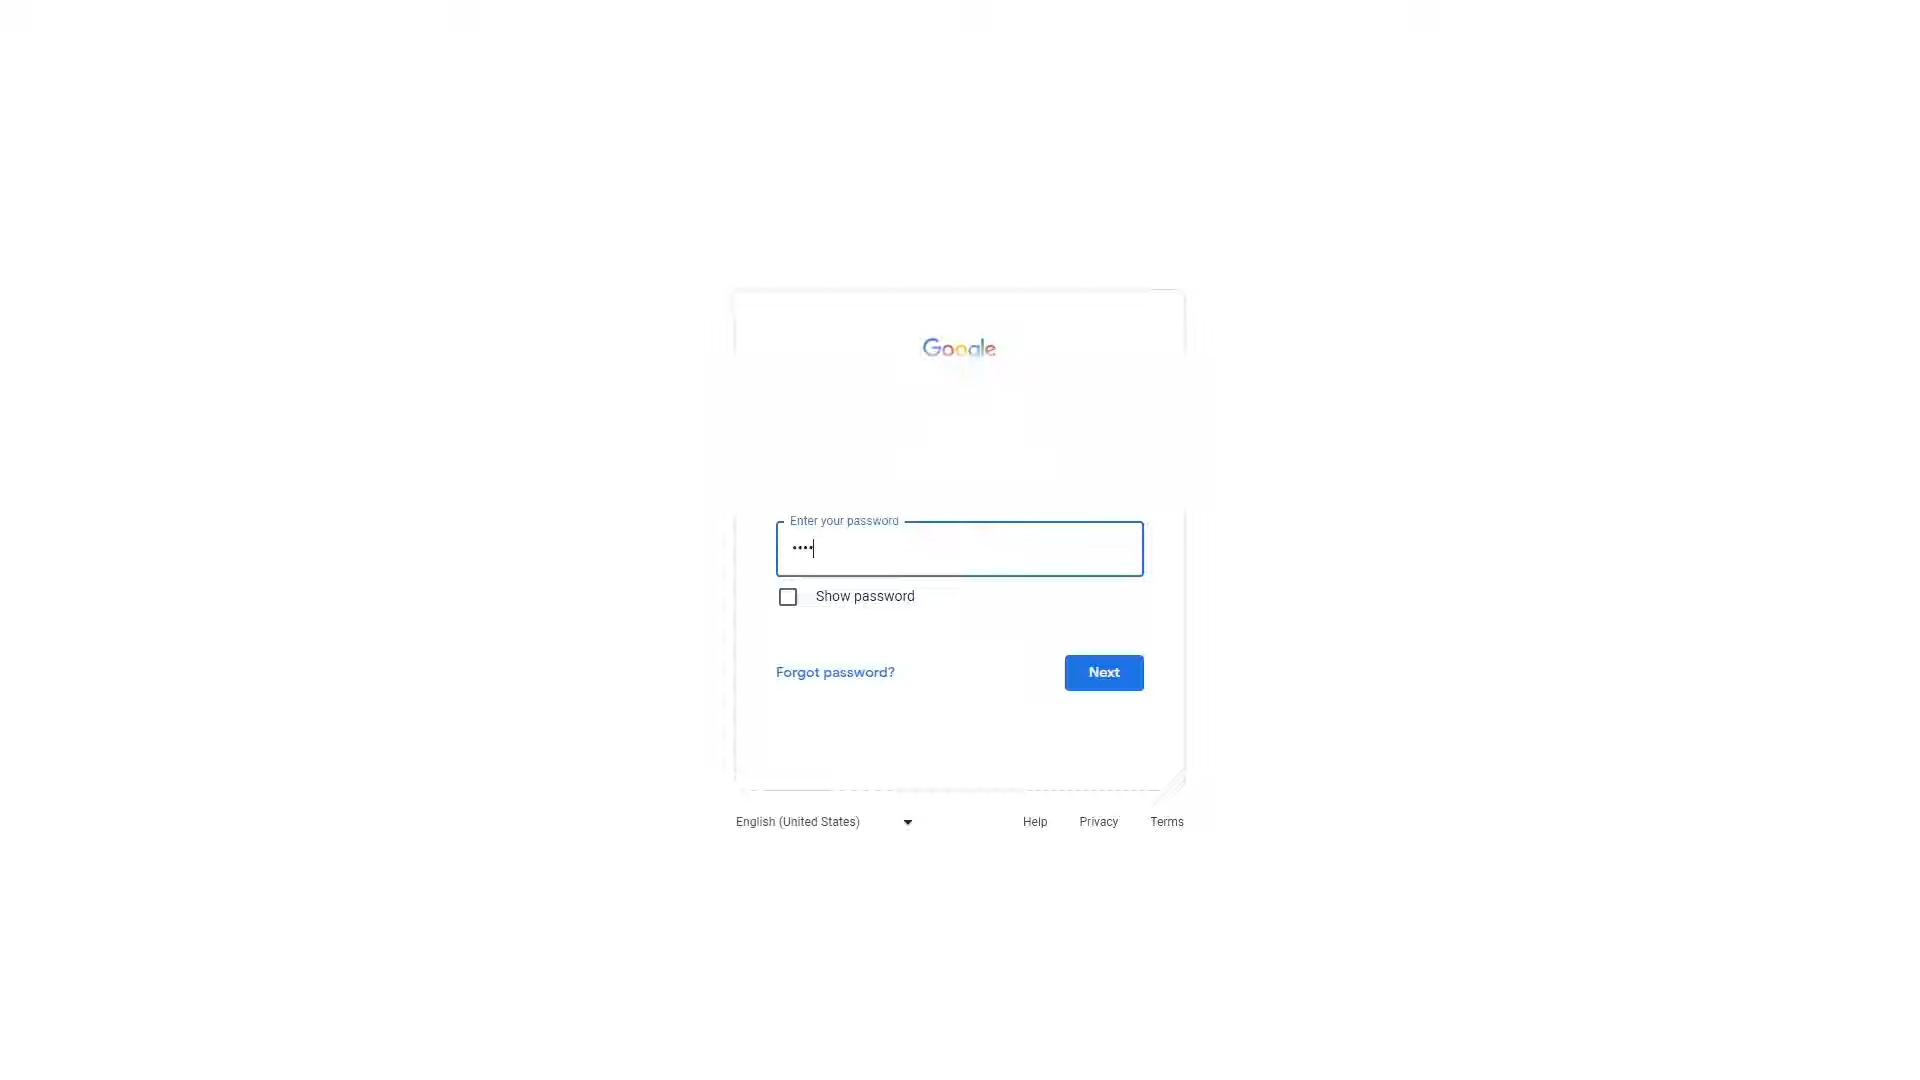 Google
Enter your password
••••
Show password
Forgot password?
Next
English (United States)
Help
Privacy
Terms